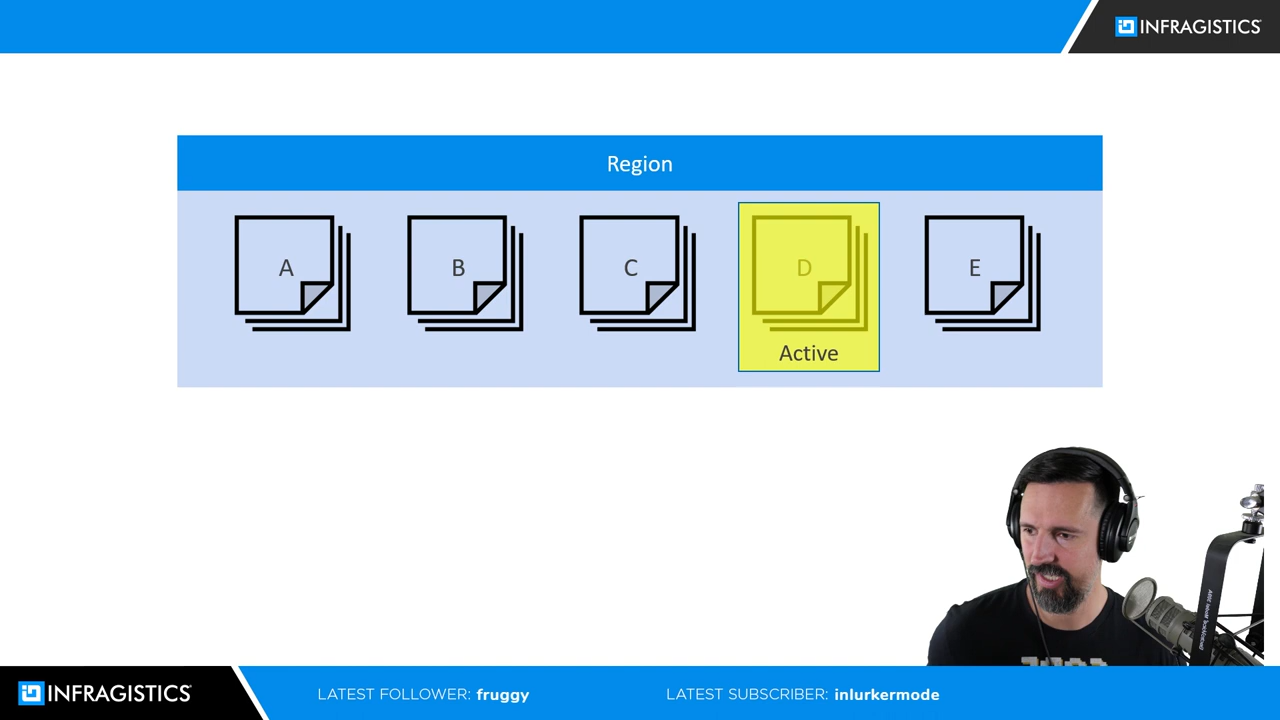 INFRAGISTICS
Region
A
B
C
D
E
Active
INFRAGISTICS
LATEST FOLLOWER: fruggy
LATEST SUBSCRIBER: inlurkermode